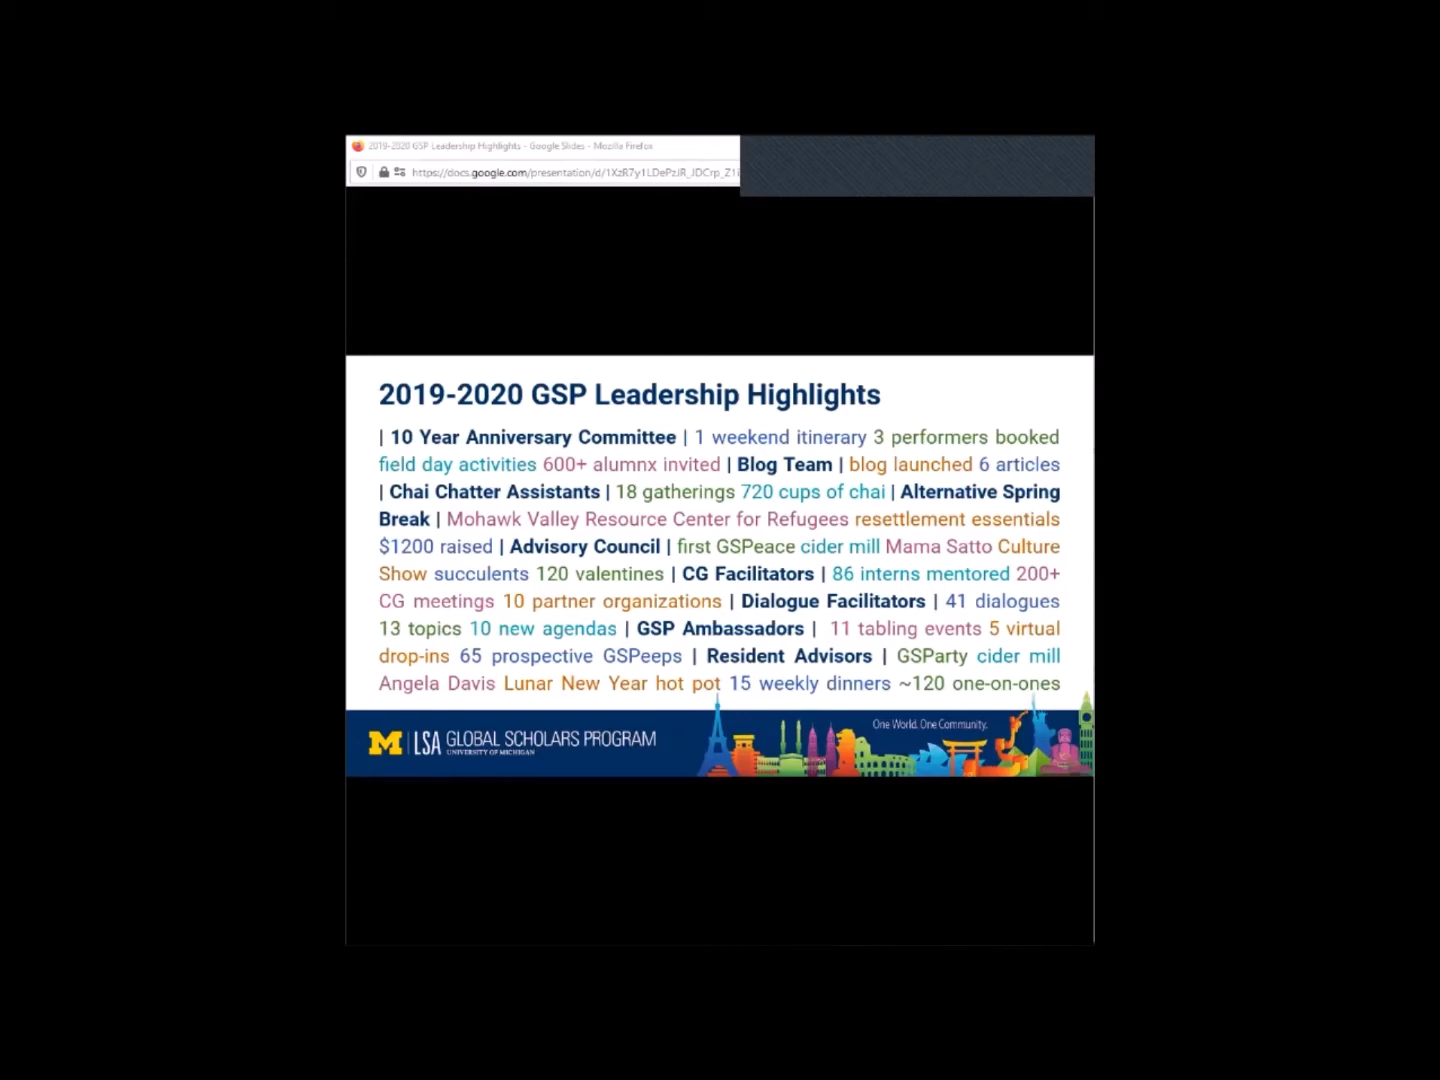 2019-2020 GSP Leadership Highlights - Google Slides - Mozilla Firefox
https://docs.google.com/presentation/d/1XzR7y1LDePzJR_JDCrp_Z1
2019-2020 GSP Leadership Highlights
| 10 Year Anniversary Committee | 1 weekend itinerary 3 performers booked
field day activities 600+ alumnx invited | Blog Team | blog launched 6 articles
| Chai Chatter Assistants | 18 gatherings 720 cups of chai | Alternative Spring
Break | Mohawk Valley Resource Center for Refugees resettlement essentials
$1200 raised | Advisory Council | first GSPeace cider mill Mama Satto Culture
Show succulents 120 valentines | CG Facilitators | 86 interns mentored 200+
CG meetings 10 partner organizations | Dialogue Facilitators | 41 dialogues
13 topics 10 new agendas | GSP Ambassadors | 11 tabling events 5 virtual
drop-ins 65 prospective GSPeeps | Resident Advisors | GSParty cider mill
Angela Davis Lunar New Year hot pot 15 weekly dinners ~120 one-on-ones
M | LSA GLOBAL SCHOLARS PROGRAM
UNIVERSITY OF MICHIGAN
One World. One Community.